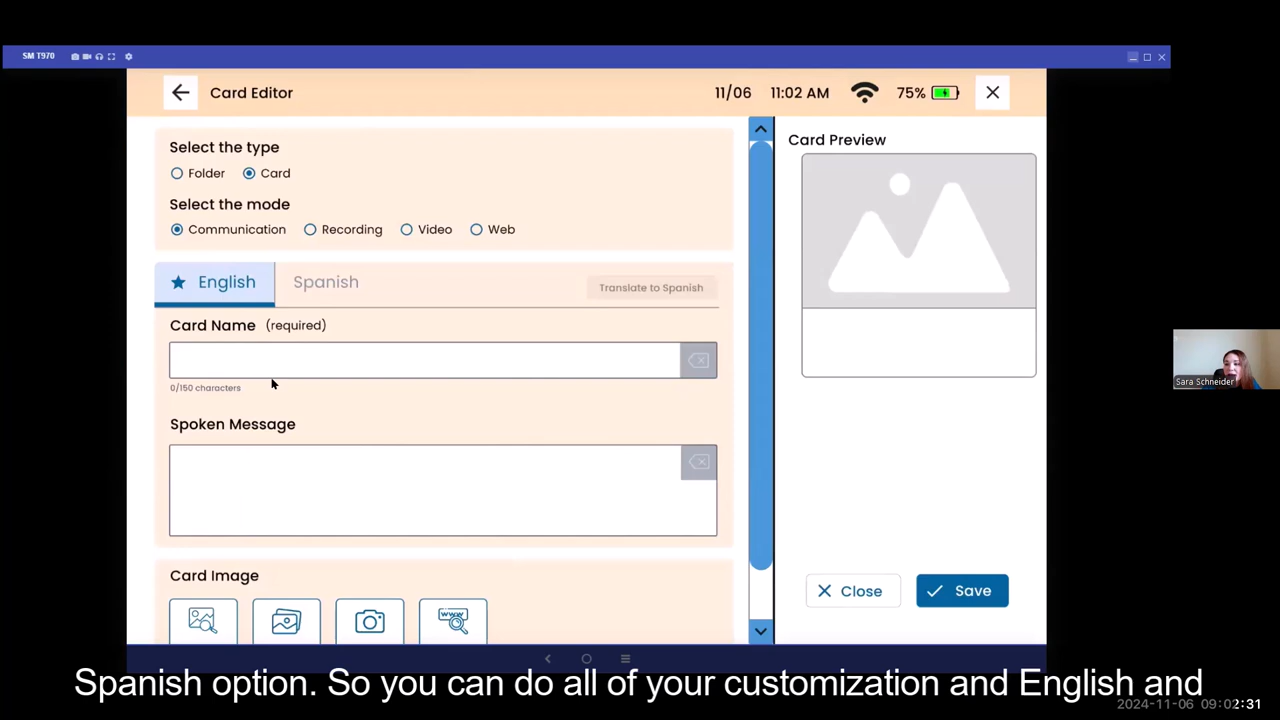 SM T970
Card Editor
11/06 11:02 AM 75%
Select the type
Folder Card
Select the mode
Communication Recording Video Web
English Spanish Translate to Spanish
Card Name (required)
0/150 characters
Spoken Message
Card Image
www
Card Preview
Close Save
Sara Schneider
Spanish option. So you can do all of your customization and English and
2024-11-06 09:02:31